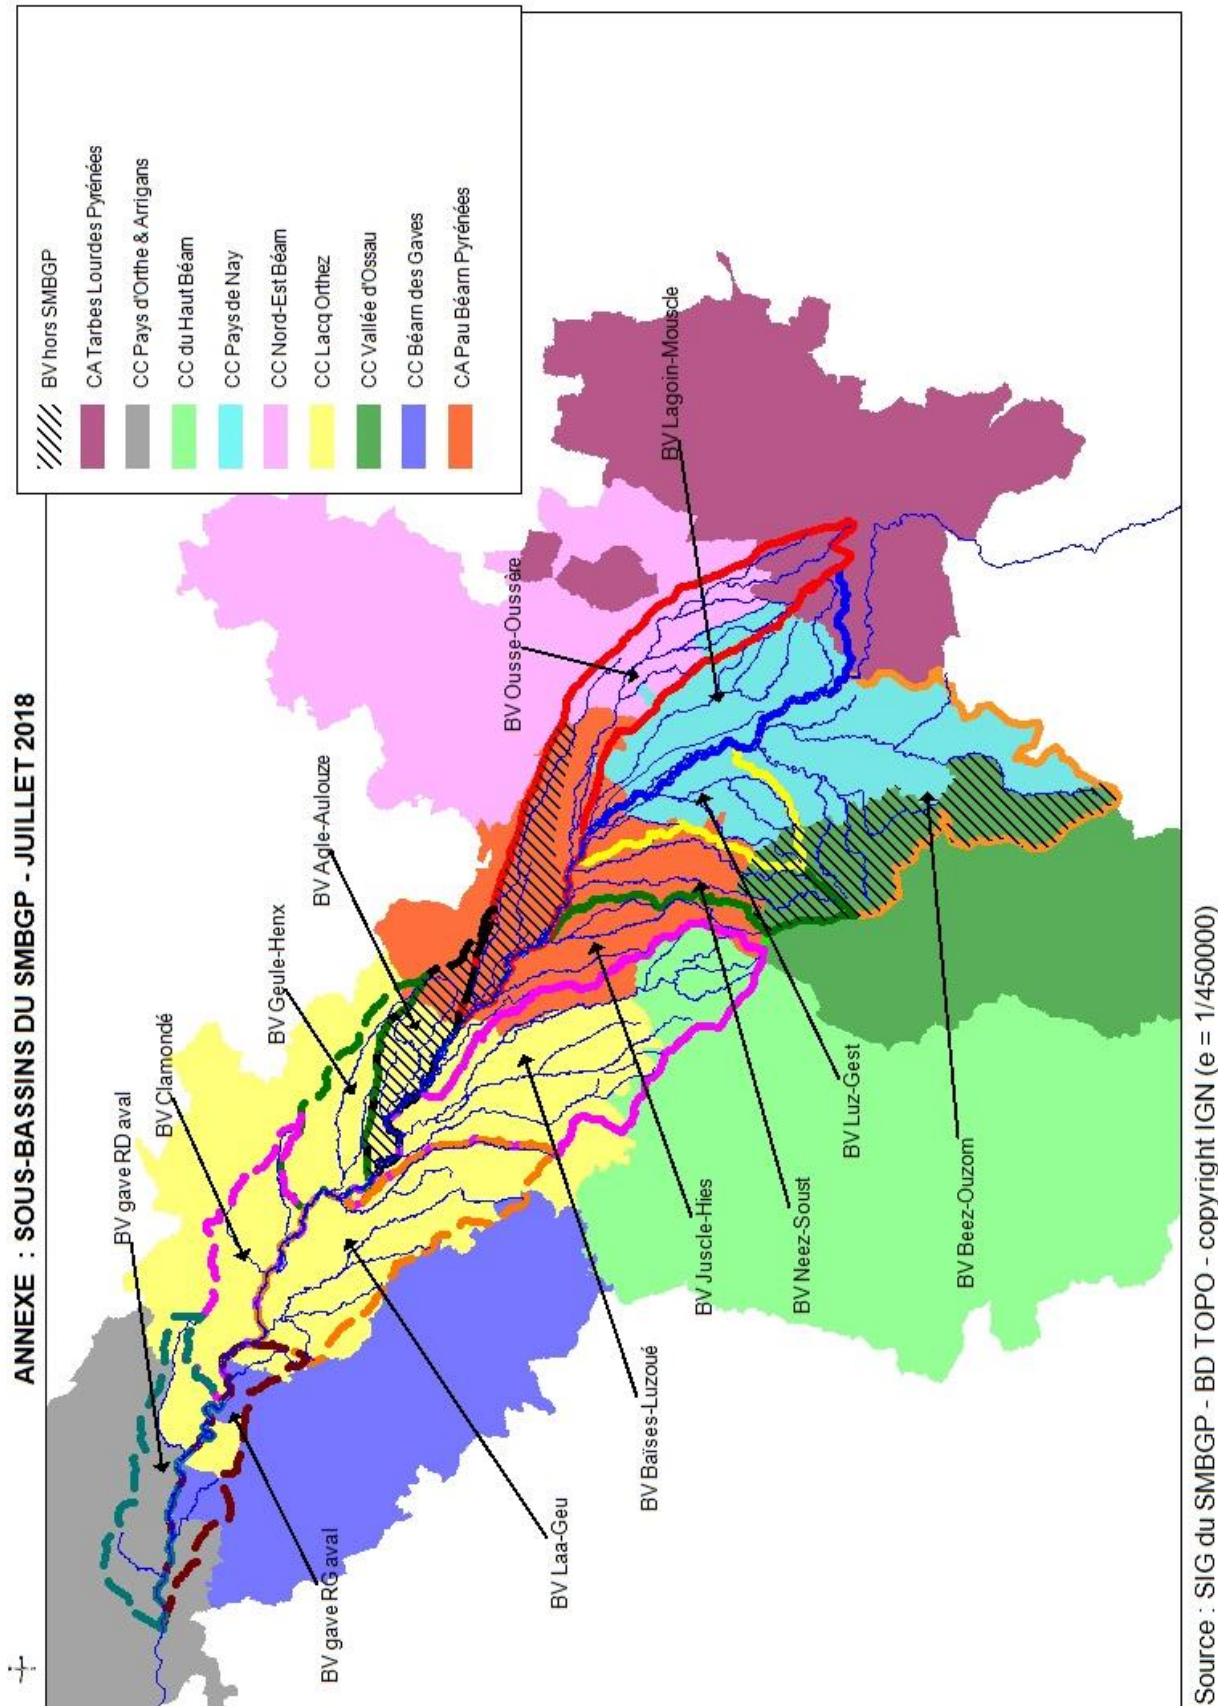 ANNEXE : SOUS-BASSINS DU SMBGP - JUILLET 2018
BV hors SMBGP
CA Tarbes Lourdes Pyrénées
CC Pays d'Orthe & Arrigans
CC du Haut Béarn
CC Pays de Nay
CC Nord-Est Béarn
CC Lacq Orthez
CC Vallée d'Ossau
CC Béarn des Gaves
CA Pau Béarn Pyrénées
BV gave RD aval
BV Clamondé
BV Geule-Henx
BV Agle-Aulouze
BV Ousse-Oussère
BV Lagoin-Mouscle
BV gave RG aval
BV Laa-Geu
BV Baïses-Luzoué
BV Juscle-Hies
BV Neez-Soust
BV Luz-Gest
BV Beez-Ouzom
Source : SIG du SMBGP - BD TOPO - copyright IGN (e = 1/450000)